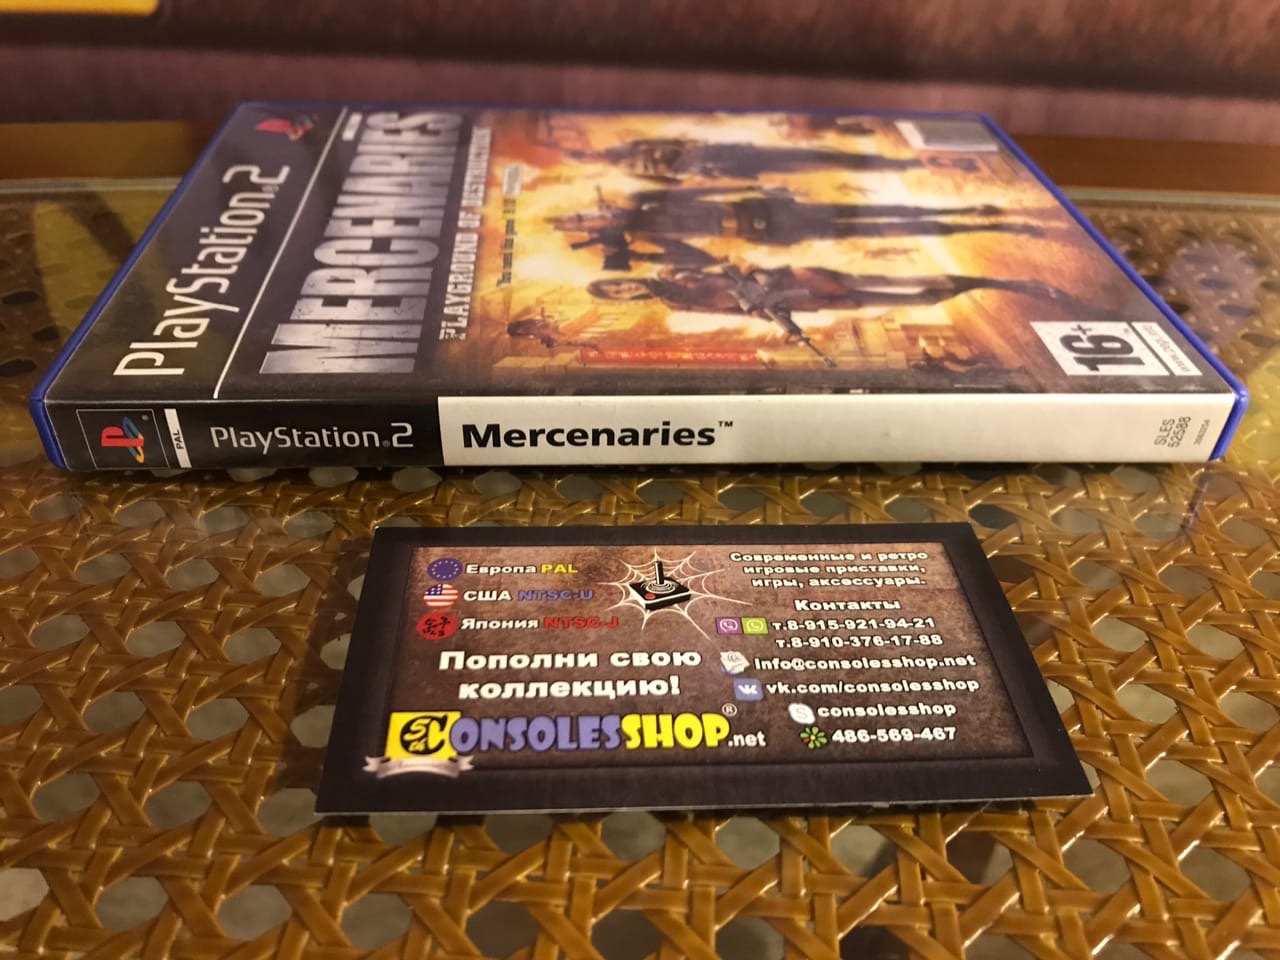 PlayStation®2
MERCENARIES
PLAYGROUND OF DESTRUCTION
16+
PAL
PlayStation®2
Mercenaries™
SLES
52588
Европа PAL
США NTSC-U
Япония NTSC-J
Пополни свою
коллекцию!
CONSOLESSHOP®.net
Современные и ретро
игровые приставки,
игры, аксессуары.
Контакты
т.8-915-921-94-21
т.8-910-376-17-88
info@consolesshop.net
vk.com/consolesshop
consolesshop
486-569-467